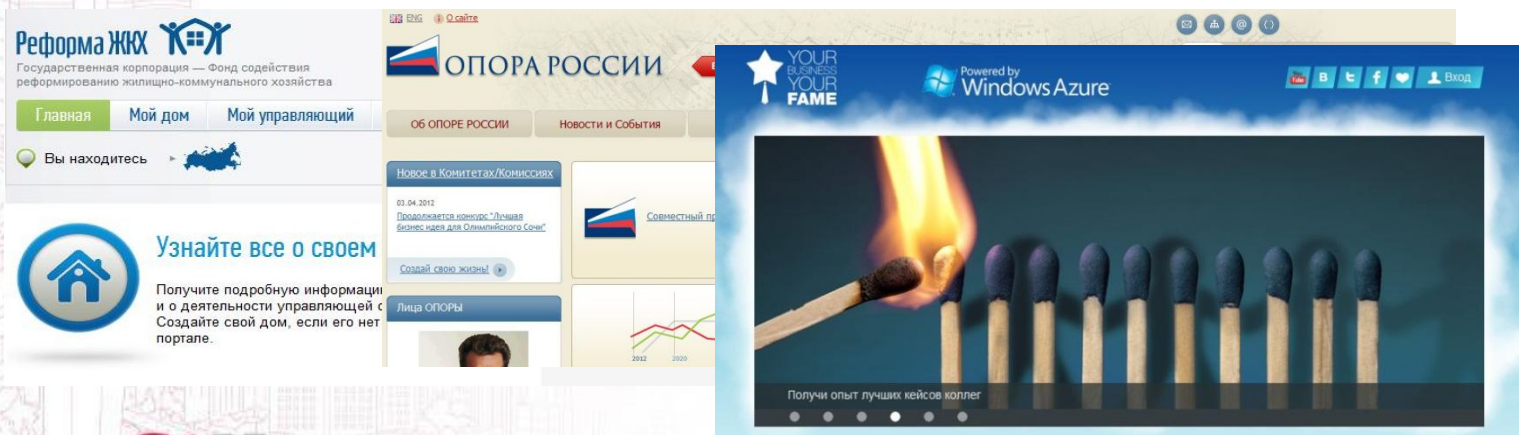 Реформа ЖКХ
Государственная корпорация — Фонд содействия
реформированию жилищно-коммунального хозяйства
Главная
Мой дом
Мой управляющий
Вы находитесь
Узнайте все о своем
Получите подробную информаци
и о деятельности управляющей
Создайте свой дом, если его нет
портале.
ENG
О сайте
ОПОРА РОССИИ
Об ОПОРЕ РОССИИ
Новости и События
Новое в Комитетах/Комиссиях
03.04.2012
Продолжается конкурс "Лучшая
бизнес идея для Олимпийского Сочи"
Создай свою жизнь!
Лица ОПОРЫ
Совместный пр
2012
2020
YOUR
BUSINESS
YOUR
FAME
Powered by
Windows Azure
Вход
Получи опыт лучших кейсов коллег